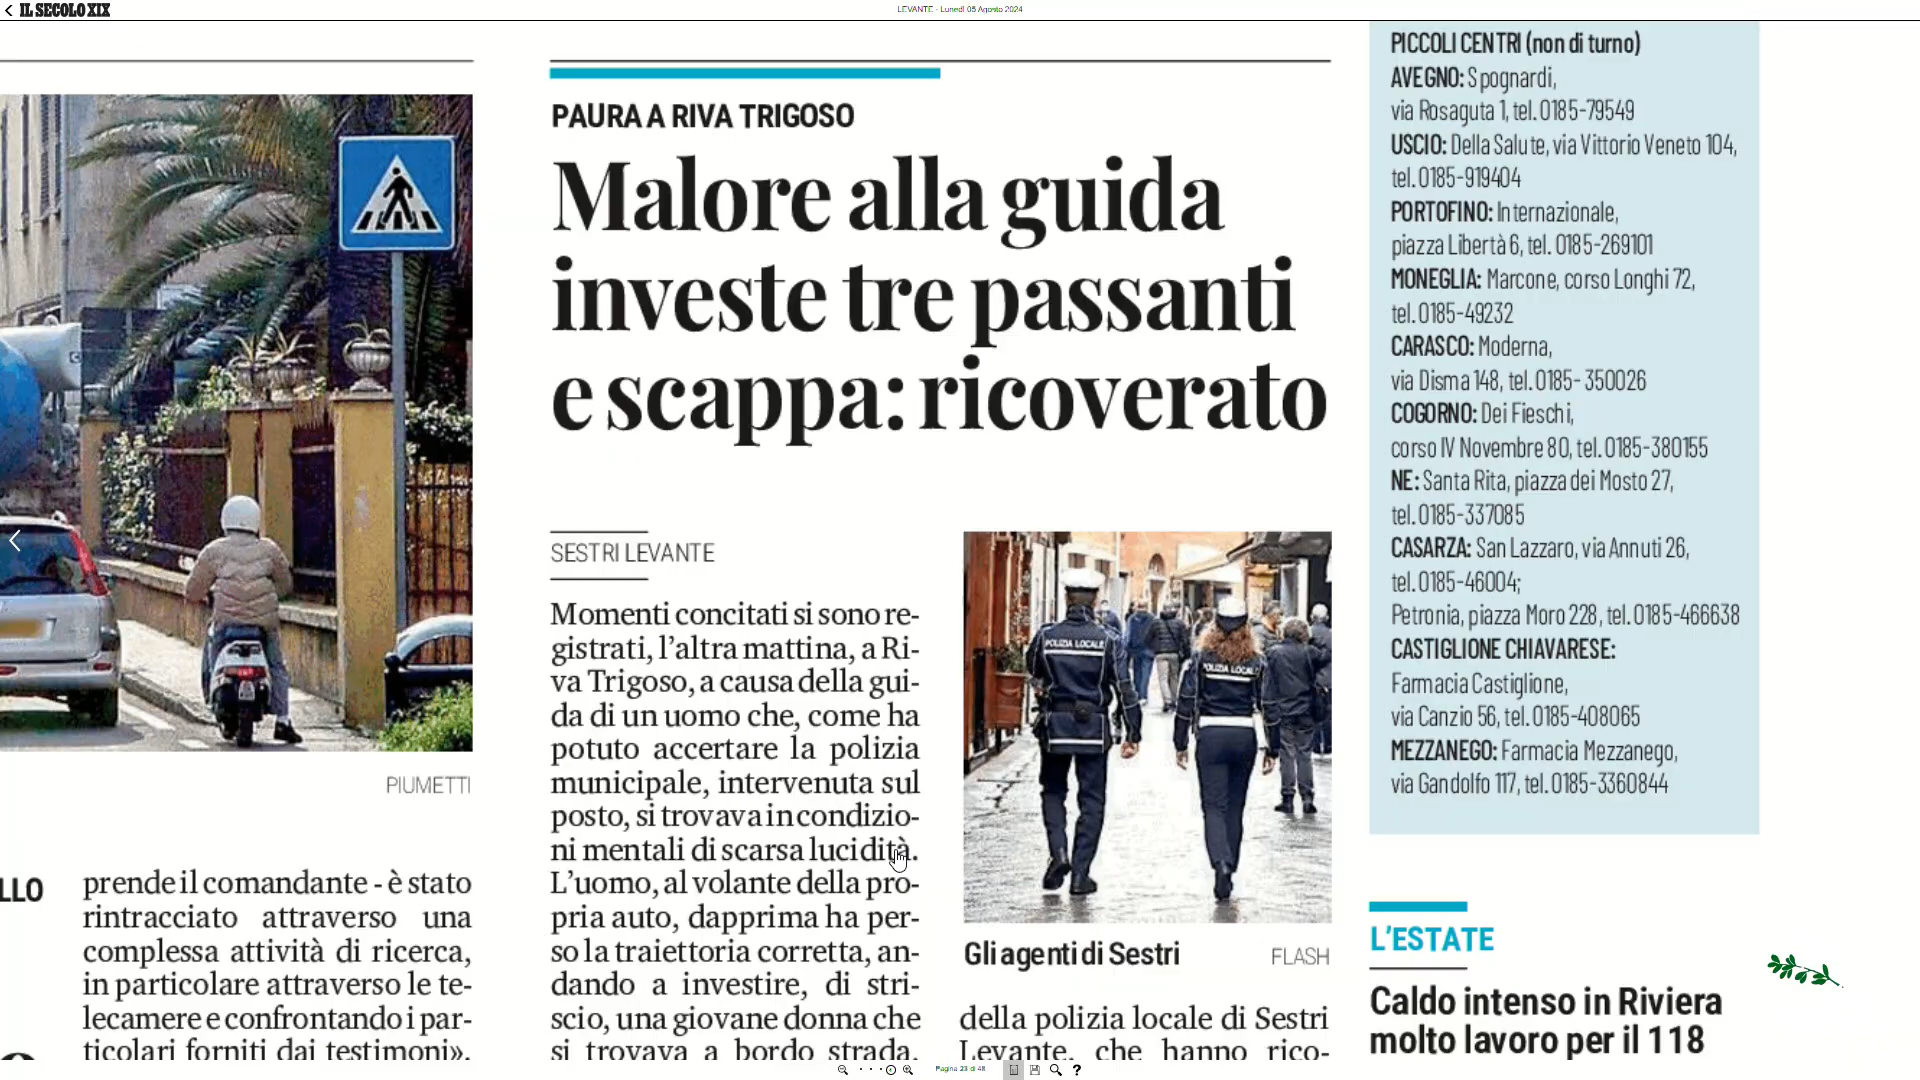 IL SECOLO XIX
LEVANTE - Lunedì 05 Agosto 2024
PIUMETTI
LLO
prende il comandante - è stato
rintracciato attraverso una
complessa attività di ricerca,
in particolare attraverso le te-
lecamere e confrontando i par-
ticolari forniti dai testimoni».
PAURA A RIVA TRIGOSO
Malore alla guida
investe tre passanti
e scappa: ricoverato
SESTRI LEVANTE
Momenti concitati si sono re-
gistrati, l'altra mattina, a Ri-
va Trigoso, a causa della gui-
da di un uomo che, come ha
potuto accertare la polizia
municipale, intervenuta sul
posto, si trovava in condizio-
ni mentali di scarsa lucidità.
L'uomo, al volante della pro-
pria auto, dapprima ha per-
so la traiettoria corretta, an-
dando a investire, di stri-
scio, una giovane donna che
si trovava a bordo strada.
POLIZIA LOCALE
POLIZIA LOCALE
Gli agenti di Sestri
FLASH
della polizia locale di Sestri
Levante, che hanno rico-
PICCOLI CENTRI (non di turno)
AVEGNO: Spognardi,
via Rosaguta 1, tel. 0185-79549
USCIO: Della Salute, via Vittorio Veneto 104,
tel. 0185-919404
PORTOFINO: Internazionale,
piazza Libertà 6, tel. 0185-269101
MONEGLIA: Marcone, corso Longhi 72,
tel. 0185-49232
CARASCO: Moderna,
via Disma 148, tel. 0185- 350026
COGORNO: Dei Fieschi,
corso IV Novembre 80, tel. 0185-380155
NE: Santa Rita, piazza dei Mosto 27,
tel. 0185-337085
CASARZA: San Lazzaro, via Annuti 26,
tel. 0185-46004;
Petronia, piazza Moro 228, tel. 0185-466638
CASTIGLIONE CHIAVARESE:
Farmacia Castiglione,
via Canzio 56, tel. 0185-408065
MEZZANEGO: Farmacia Mezzanego,
via Gandolfo 117, tel. 0185-3360844
L'ESTATE
Caldo intenso in Riviera
molto lavoro per il 118
Pagina 23 di 48